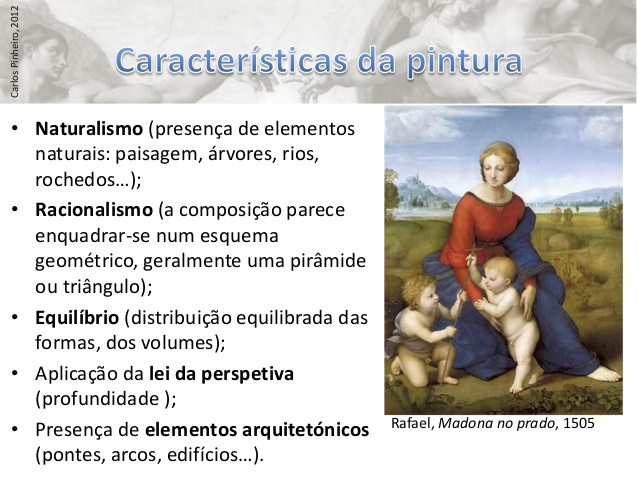 Carlos Pinheiro, 2012
Características da pintura
• Naturalismo (presença de elementos
naturais: paisagem, árvores, rios,
rochedos…);
• Racionalismo (a composição parece
enquadrar-se num esquema
geométrico, geralmente uma pirâmide
ou triângulo);
• Equilíbrio (distribuição equilibrada das
formas, dos volumes);
• Aplicação da lei da perspetiva
(profundidade );
• Presença de elementos arquitetónicos
(pontes, arcos, edifícios…).
Rafael, Madona no prado, 1505